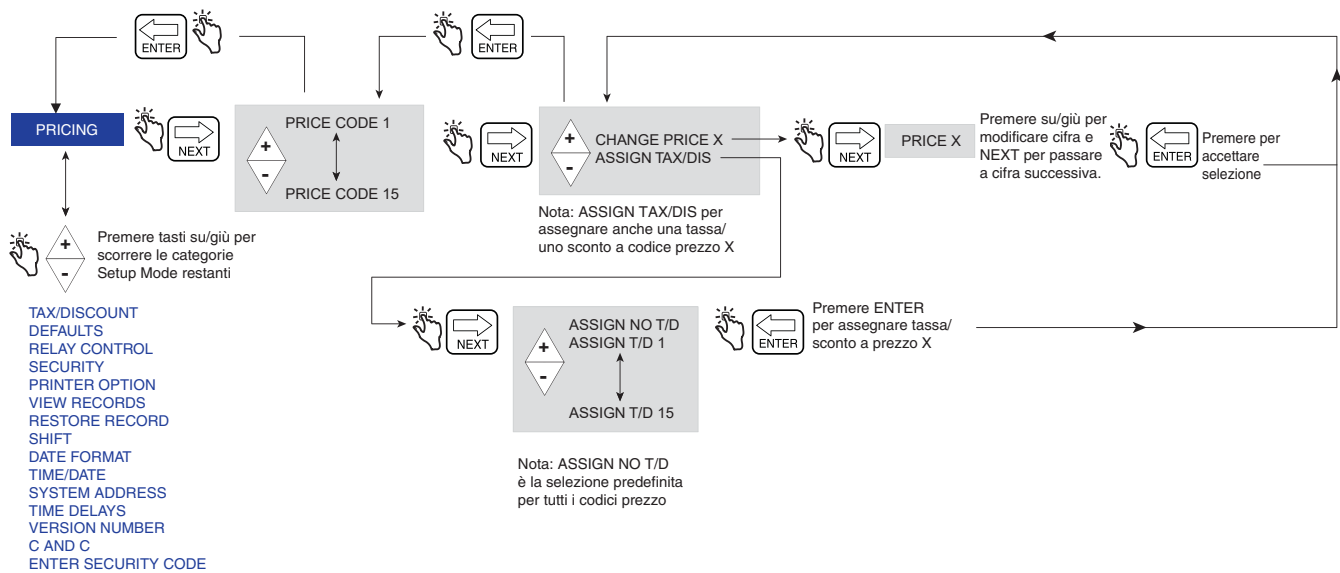 ENTER
ENTER
PRICING
NEXT
PRICE CODE 1
+
-
PRICE CODE 15
NEXT
+
-
CHANGE PRICE X
ASSIGN TAX/DIS
NEXT
PRICE X
Premere su/giù per
modificare cifra e
NEXT per passare
a cifra successiva.
ENTER
Premere per
accettare
selezione
Nota: ASSIGN TAX/DIS per
assegnare anche una tassa/
uno sconto a codice prezzo X
+
-
Premere tasti su/giù per
scorrere le categorie
Setup Mode restanti
TAX/DISCOUNT
DEFAULTS
RELAY CONTROL
SECURITY
PRINTER OPTION
VIEW RECORDS
RESTORE RECORD
SHIFT
DATE FORMAT
TIME/DATE
SYSTEM ADDRESS
TIME DELAYS
VERSION NUMBER
C AND C
ENTER SECURITY CODE
NEXT
+
-
ASSIGN NO T/D
ASSIGN T/D 1
ASSIGN T/D 15
ENTER
Premere ENTER
per assegnare tassa/
sconto a prezzo X
Nota: ASSIGN NO T/D
è la selezione predefinita
per tutti i codici prezzo